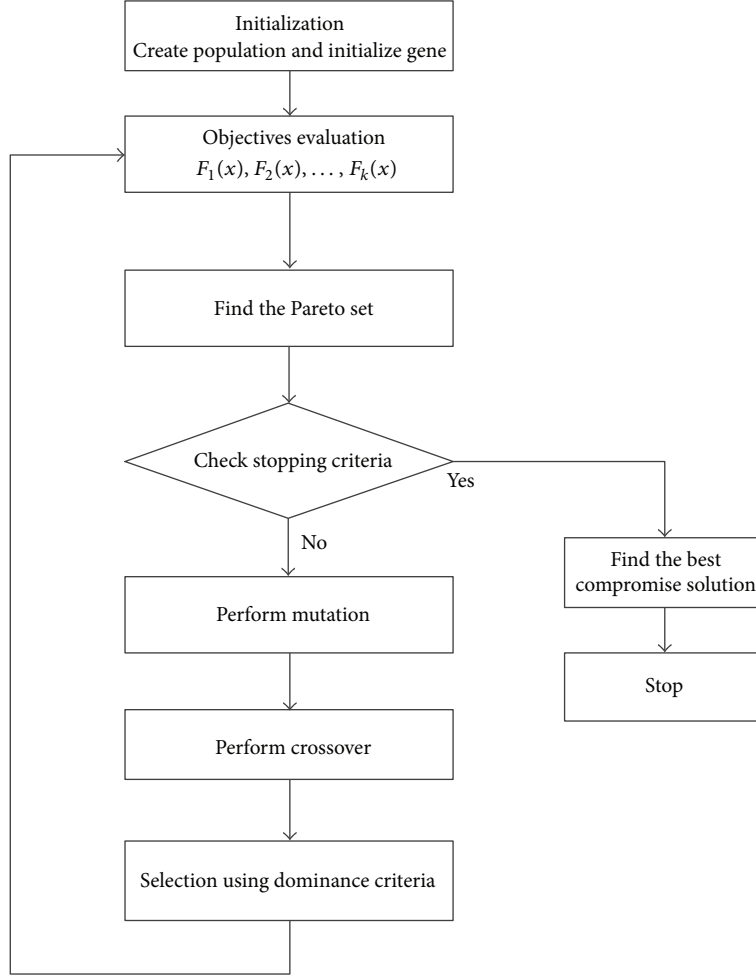 Initialization
Create population and initialize gene
Objectives evaluation
F₁(x), F₂(x), . . . , Fₖ(x)
Find the Pareto set
Check stopping criteria
Yes
No
Find the best
compromise solution
Perform mutation
Stop
Perform crossover
Selection using dominance criteria